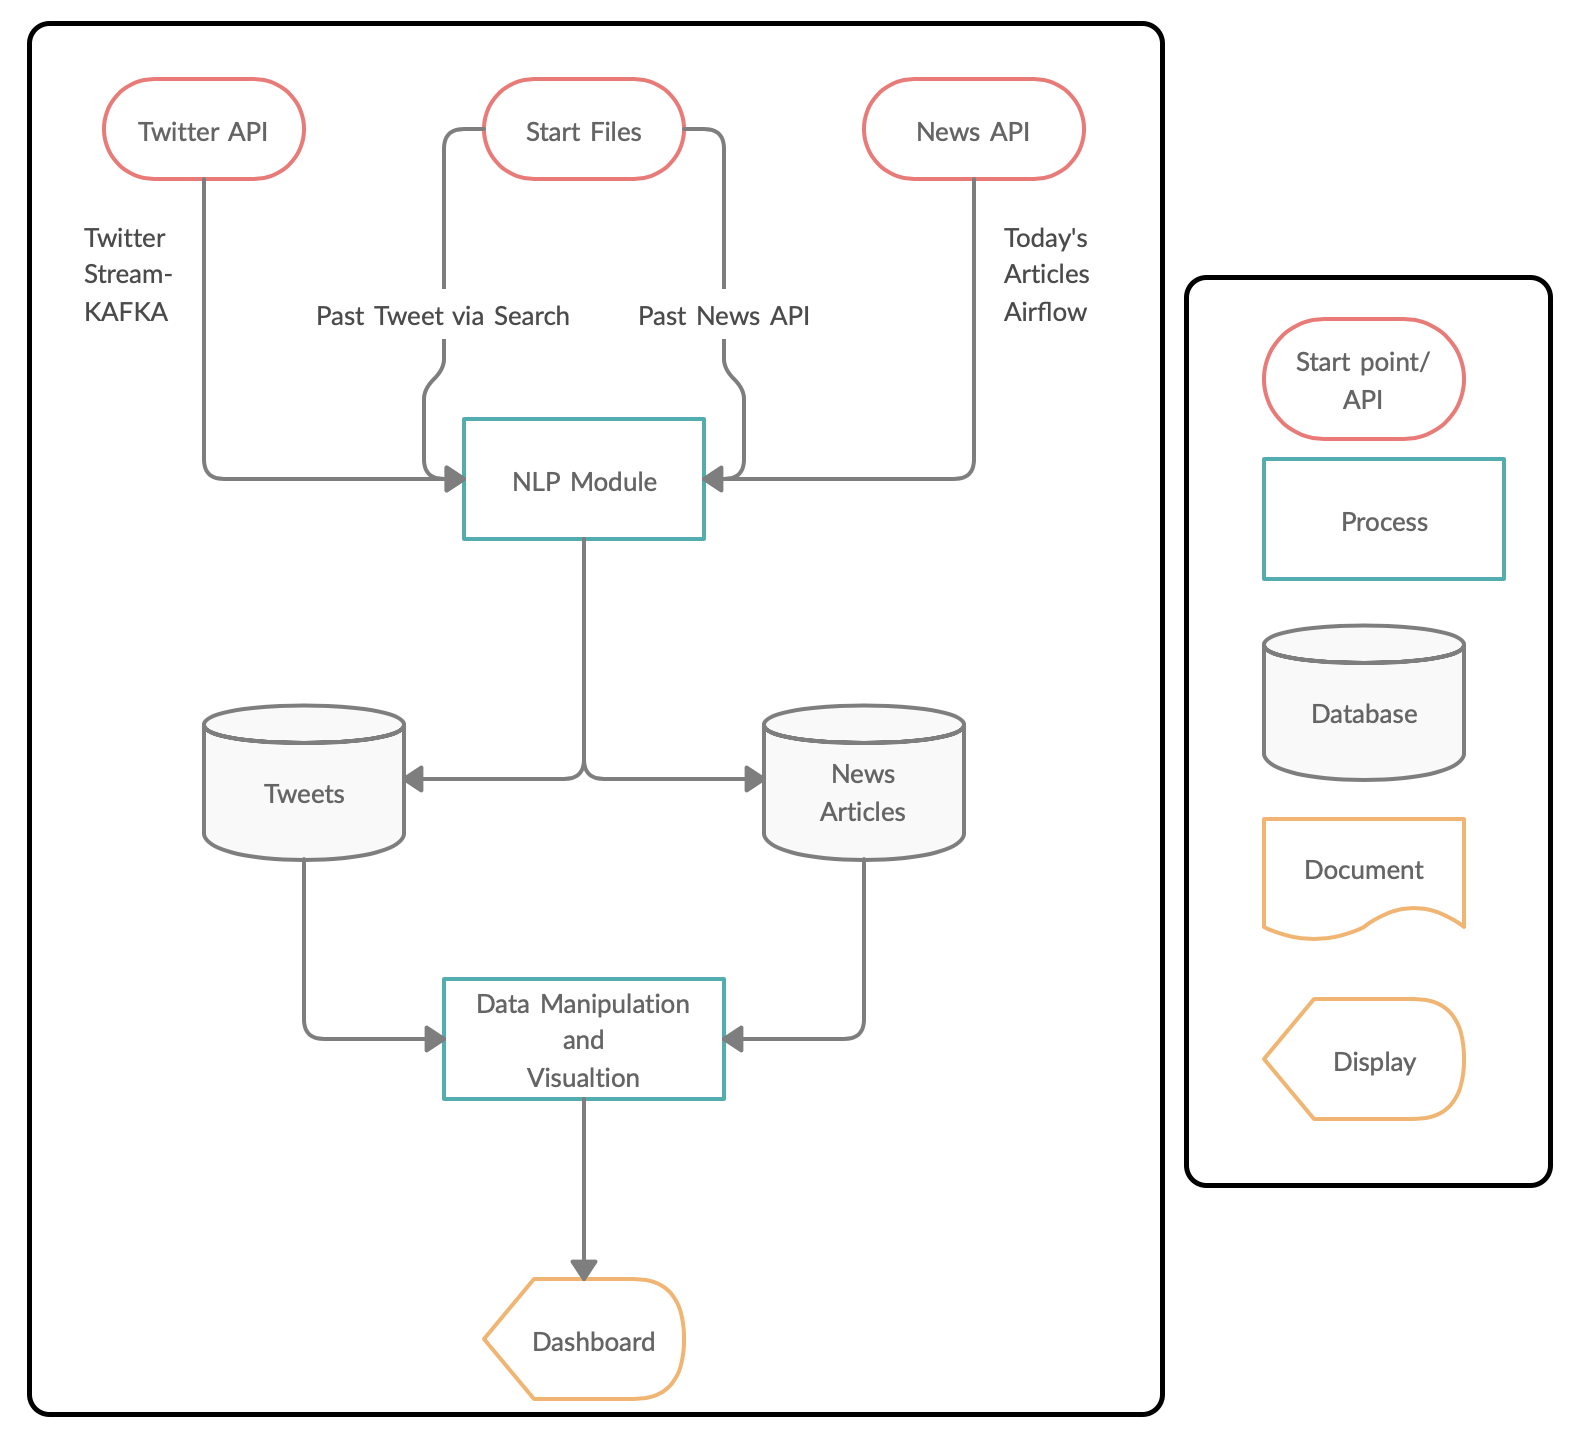 Twitter API
Start Files
News API
Twitter
Stream-
KAFKA
Past Tweet via Search
Past News API
Today's
Articles
Airflow
NLP Module
Tweets
News
Articles
Data Manipulation
and
Visualtion
Dashboard
Start point/
API
Process
Database
Document
Display